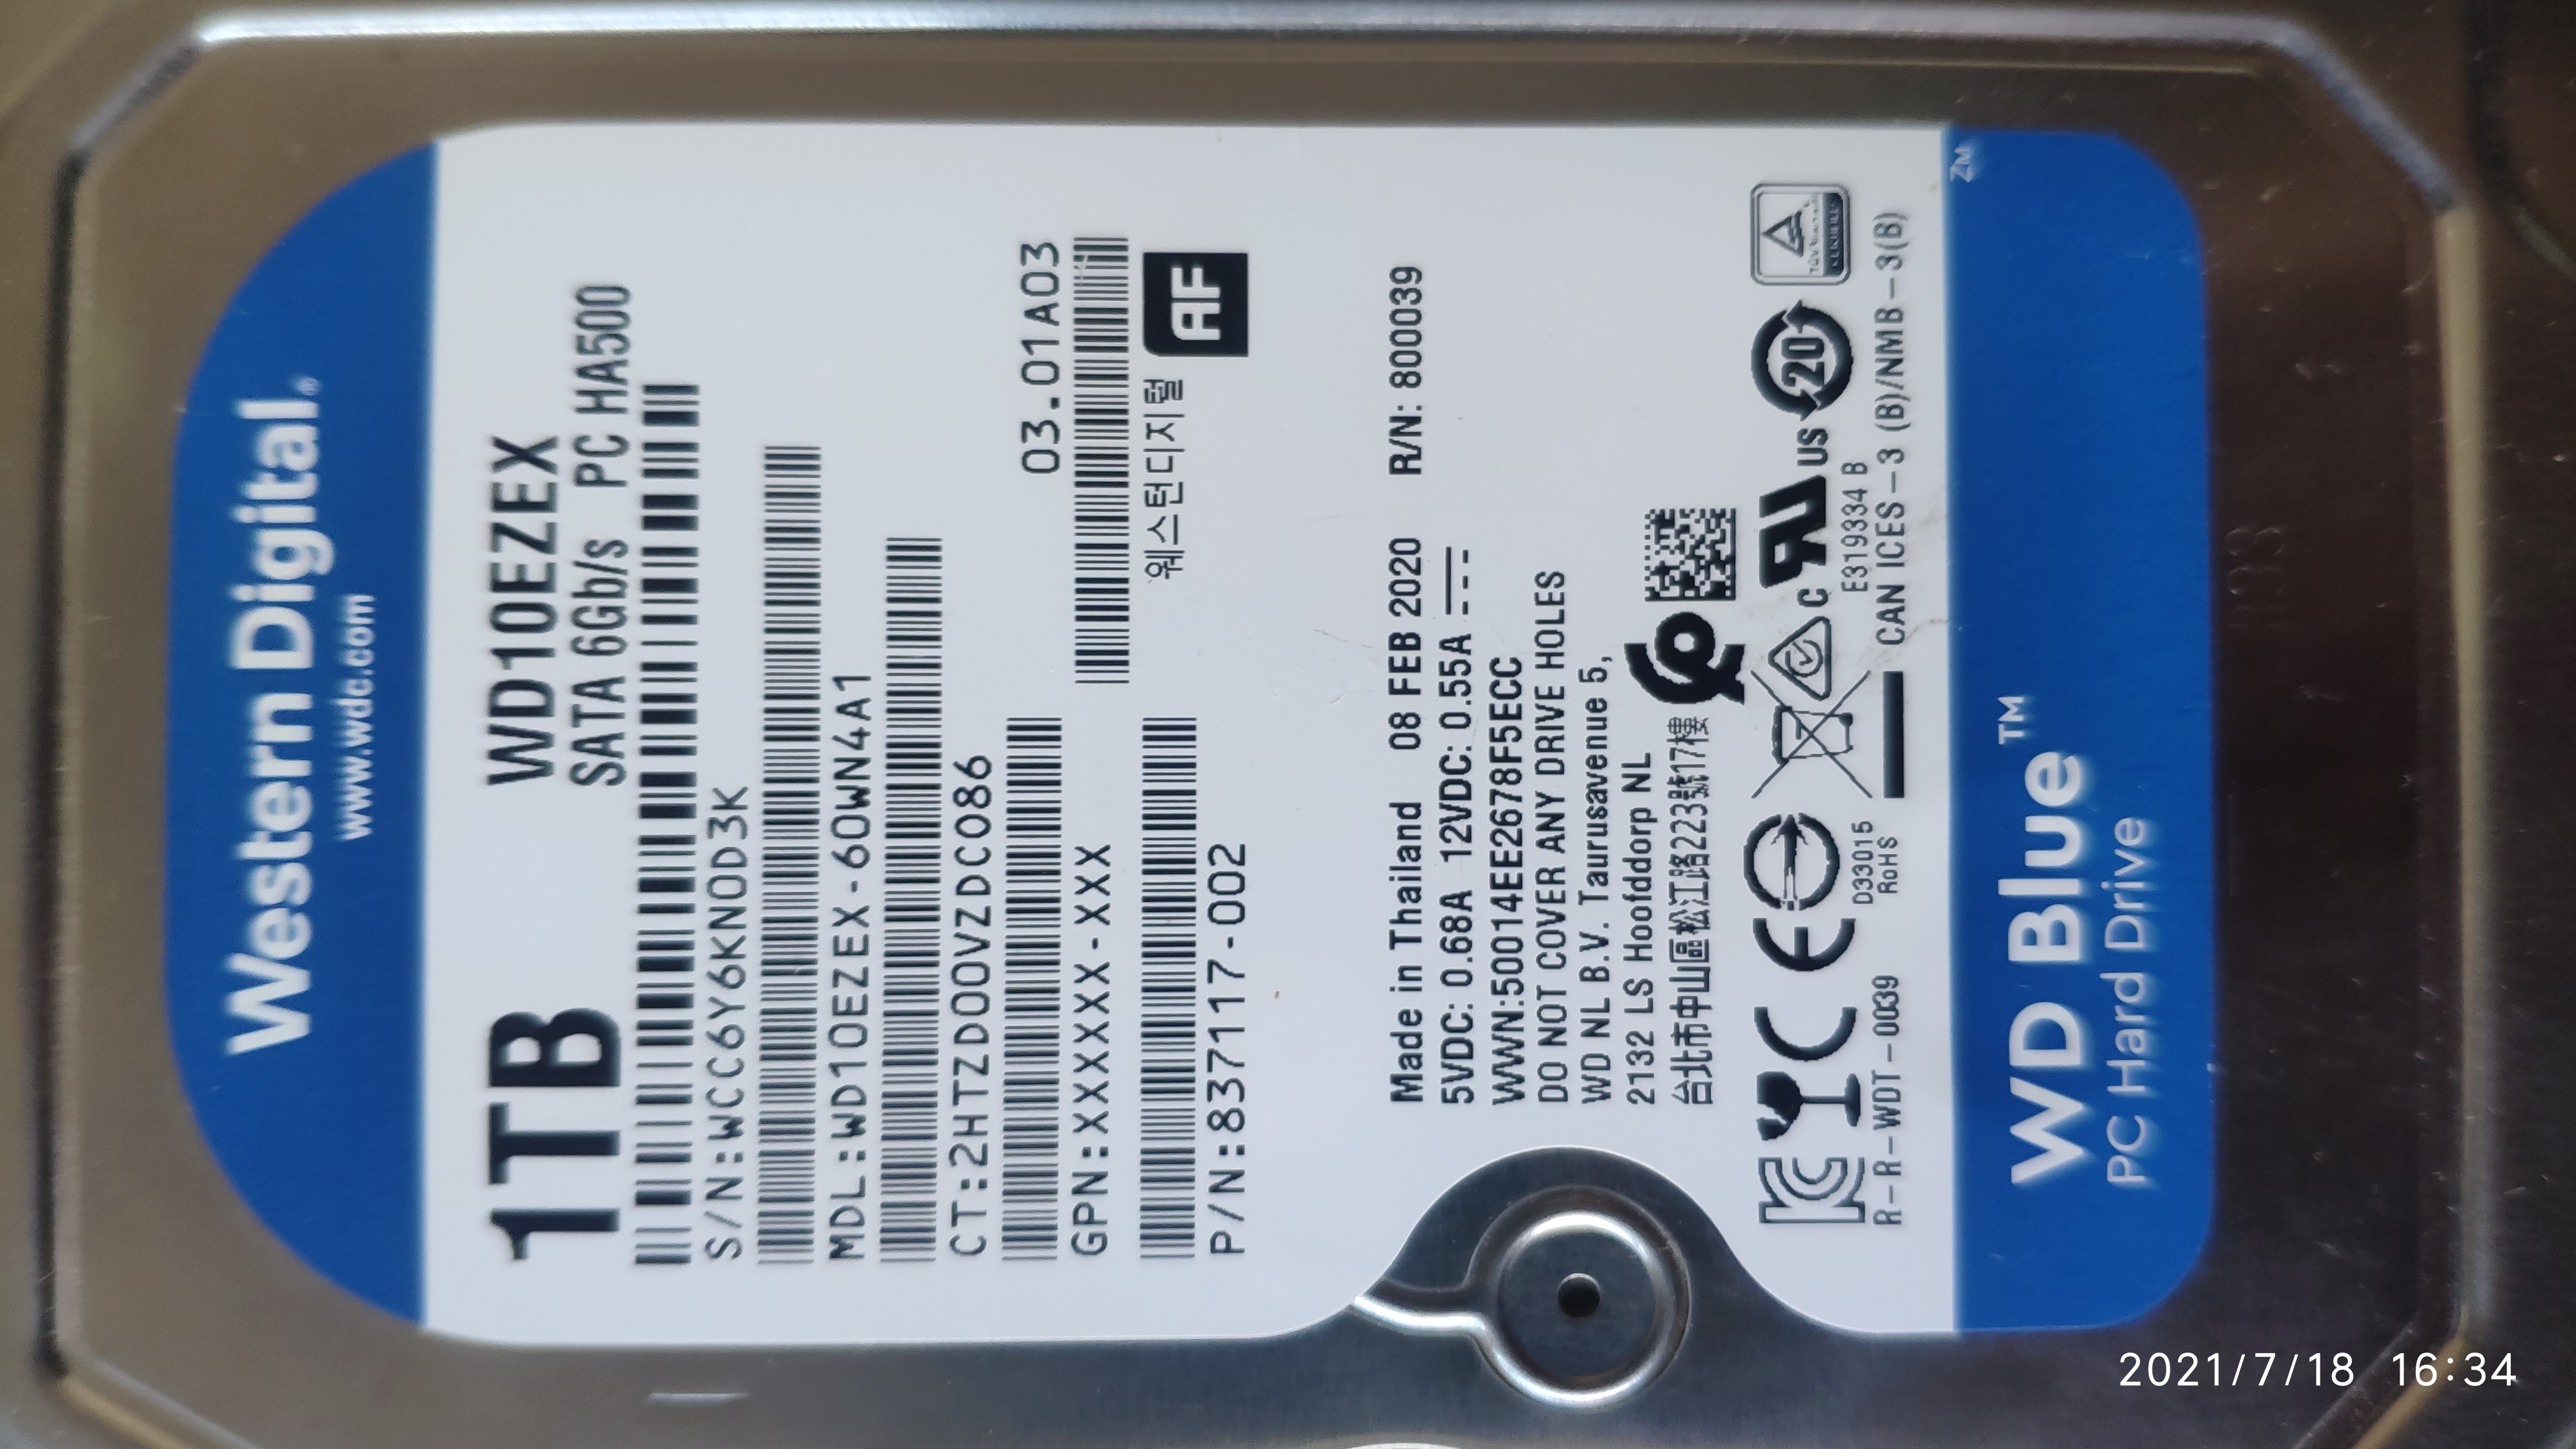 Western Digital®
www.wdc.com
1TB
WD10EZEX
SATA 6Gb/s PC HA500
S/N:WCC6Y6KN0D3K
MDL:WD10EZEX-60WN4A1
CT:2HTZD00VZDC086
03.01A03
GPN:XXXXXX-XXX
웨스턴디지털
AF
P/N:837117-002
Made in Thailand 08 FEB 2020 R/N: 800039
5VDC: 0.68A 12VDC: 0.55A
WWN:50014EE2678F5ECC
DO NOT COVER ANY DRIVE HOLES
WD NL B.V. Taurusavenue 5,
2132 LS Hoofddorp NL
台北市中山區松江路223號17樓
CE
D33015
RoHS
c RU us
E319334 B
20
R-R-WDT-0039
CAN ICES-3 (B)/NMB-3(B)
ZM
WD Blue™
PC Hard Drive
2021/7/18 16:34